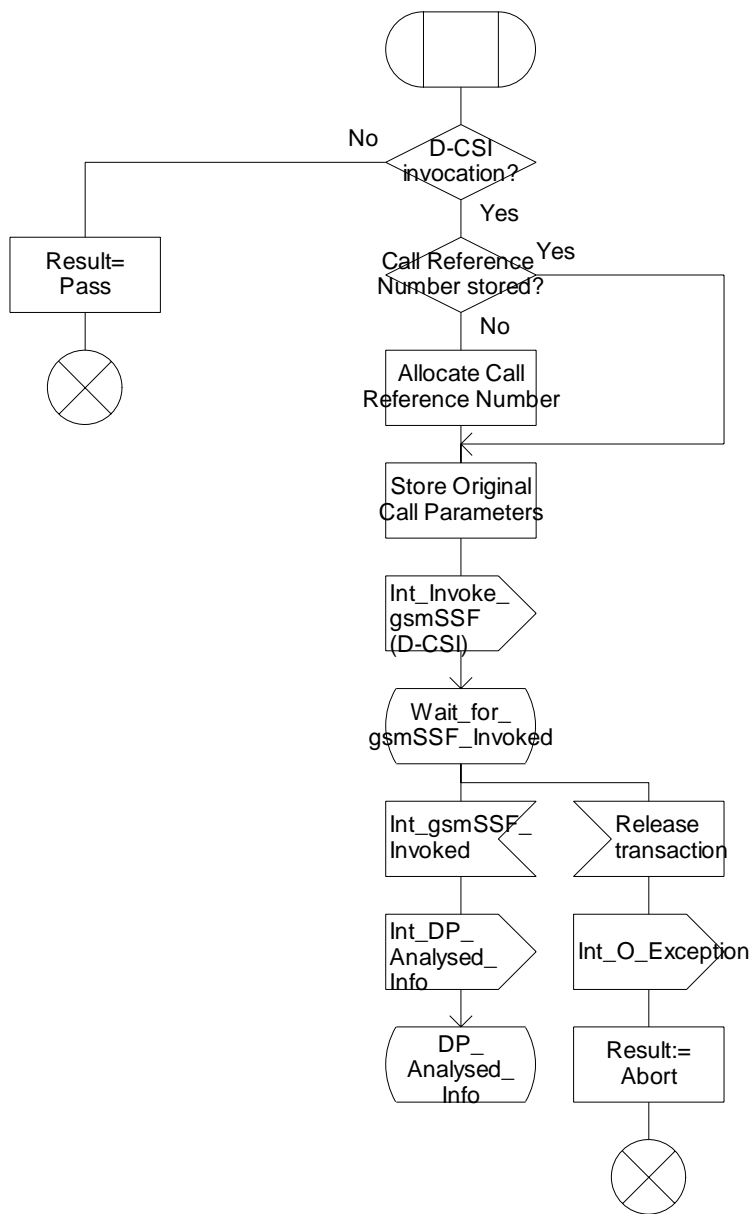 No
D-CSI
invocation?
Yes
Result=
Pass
Call Reference
Number stored?
Yes
No
Allocate Call
Reference Number
Store Original
Call Parameters
Int_Invoke_
gsmSSF
(D-CSI)
Wait_for_
gsmSSF_Invoked
Int_gsmSSF_
Invoked
Release
transaction
Int_DP_
Analysed_
Info
Int_O_Exception
DP_
Analysed_
Info
Result:=
Abort